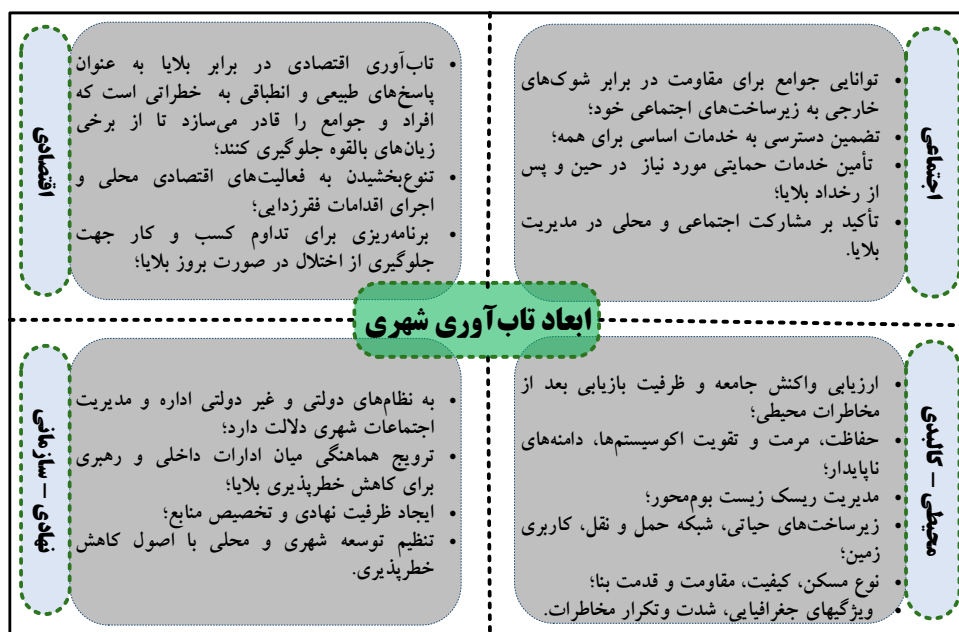 ابعاد تاب‌آوری شهری
اجتماعی
• توانایی جوامع برای مقاومت در برابر شوک‌های
خارجی به زیرساخت‌های اجتماعی خود؛
• تضمین دسترسی به خدمات اساسی برای همه؛
• تأمین خدمات حمایتی مورد نیاز در حین و پس
از رخداد بلایا؛
• تأکید بر مشارکت اجتماعی و محلی در مدیریت
بلایا.
اقتصادی
• تاب‌آوری اقتصادی در برابر بلایا به عنوان
پاسخ‌های طبیعی و انطباقی به خطراتی است که
افراد و جوامع را قادر می‌سازد تا از برخی
زیان‌های بالقوه جلوگیری کنند؛
• تنوع‌بخشیدن به فعالیت‌های اقتصادی محلی و
اجرای اقدامات فقرزدایی؛
• برنامه‌ریزی برای تداوم کسب و کار جهت
جلوگیری از اختلال در صورت بروز بلایا؛
محیطی – کالبدی
• ارزیابی واکنش جامعه و ظرفیت بازیابی بعد از
مخاطرات محیطی؛
• حفاظت، مرمت و تقویت اکوسیستم‌ها، دامنه‌های
ناپایدار؛
• مدیریت ریسک زیست بوم‌محور؛
• زیرساخت‌های حیاتی، شبکه حمل و نقل، کاربری
زمین؛
• نوع مسکن، کیفیت، مقاومت و قدمت بنا؛
• ویژگیهای جغرافیایی، شدت وتکرار مخاطرات.
نهادی – سازمانی
• به نظام‌های دولتی و غیر دولتی اداره و مدیریت
اجتماعات شهری دلالت دارد؛
• ترویج هماهنگی میان ادارات داخلی و رهبری
برای کاهش خطرپذیری بلایا؛
• ایجاد ظرفیت نهادی و تخصیص منابع؛
• تنظیم توسعه شهری و محلی با اصول کاهش
خطرپذیری.